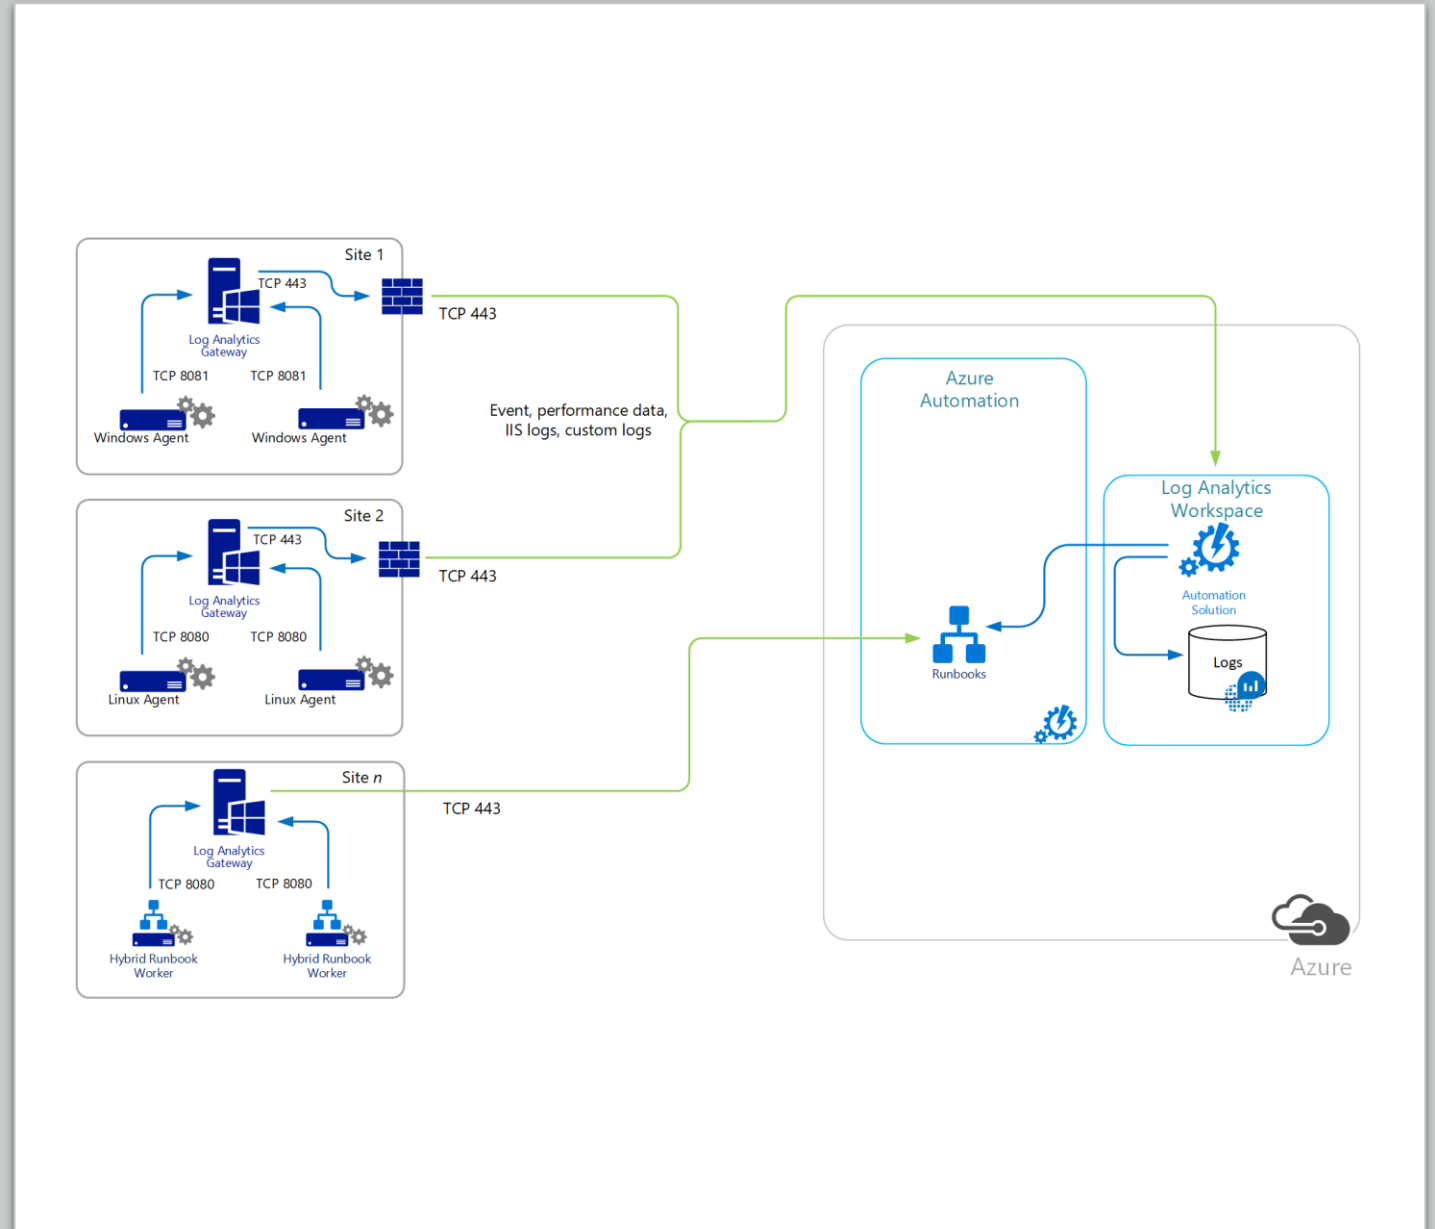 Site 1
TCP 443
Log Analytics
Gateway
TCP 8081
TCP 8081
Windows Agent
Windows Agent
TCP 443
Site 2
TCP 443
Log Analytics
Gateway
TCP 8080
TCP 8080
Linux Agent
Linux Agent
TCP 443
Event, performance data,
IIS logs, custom logs
Site n
Log Analytics
Gateway
TCP 8080
TCP 8080
Hybrid Runbook
Worker
Hybrid Runbook
Worker
TCP 443
Azure
Automation
Runbooks
Log Analytics
Workspace
Automation
Solution
Logs
Azure